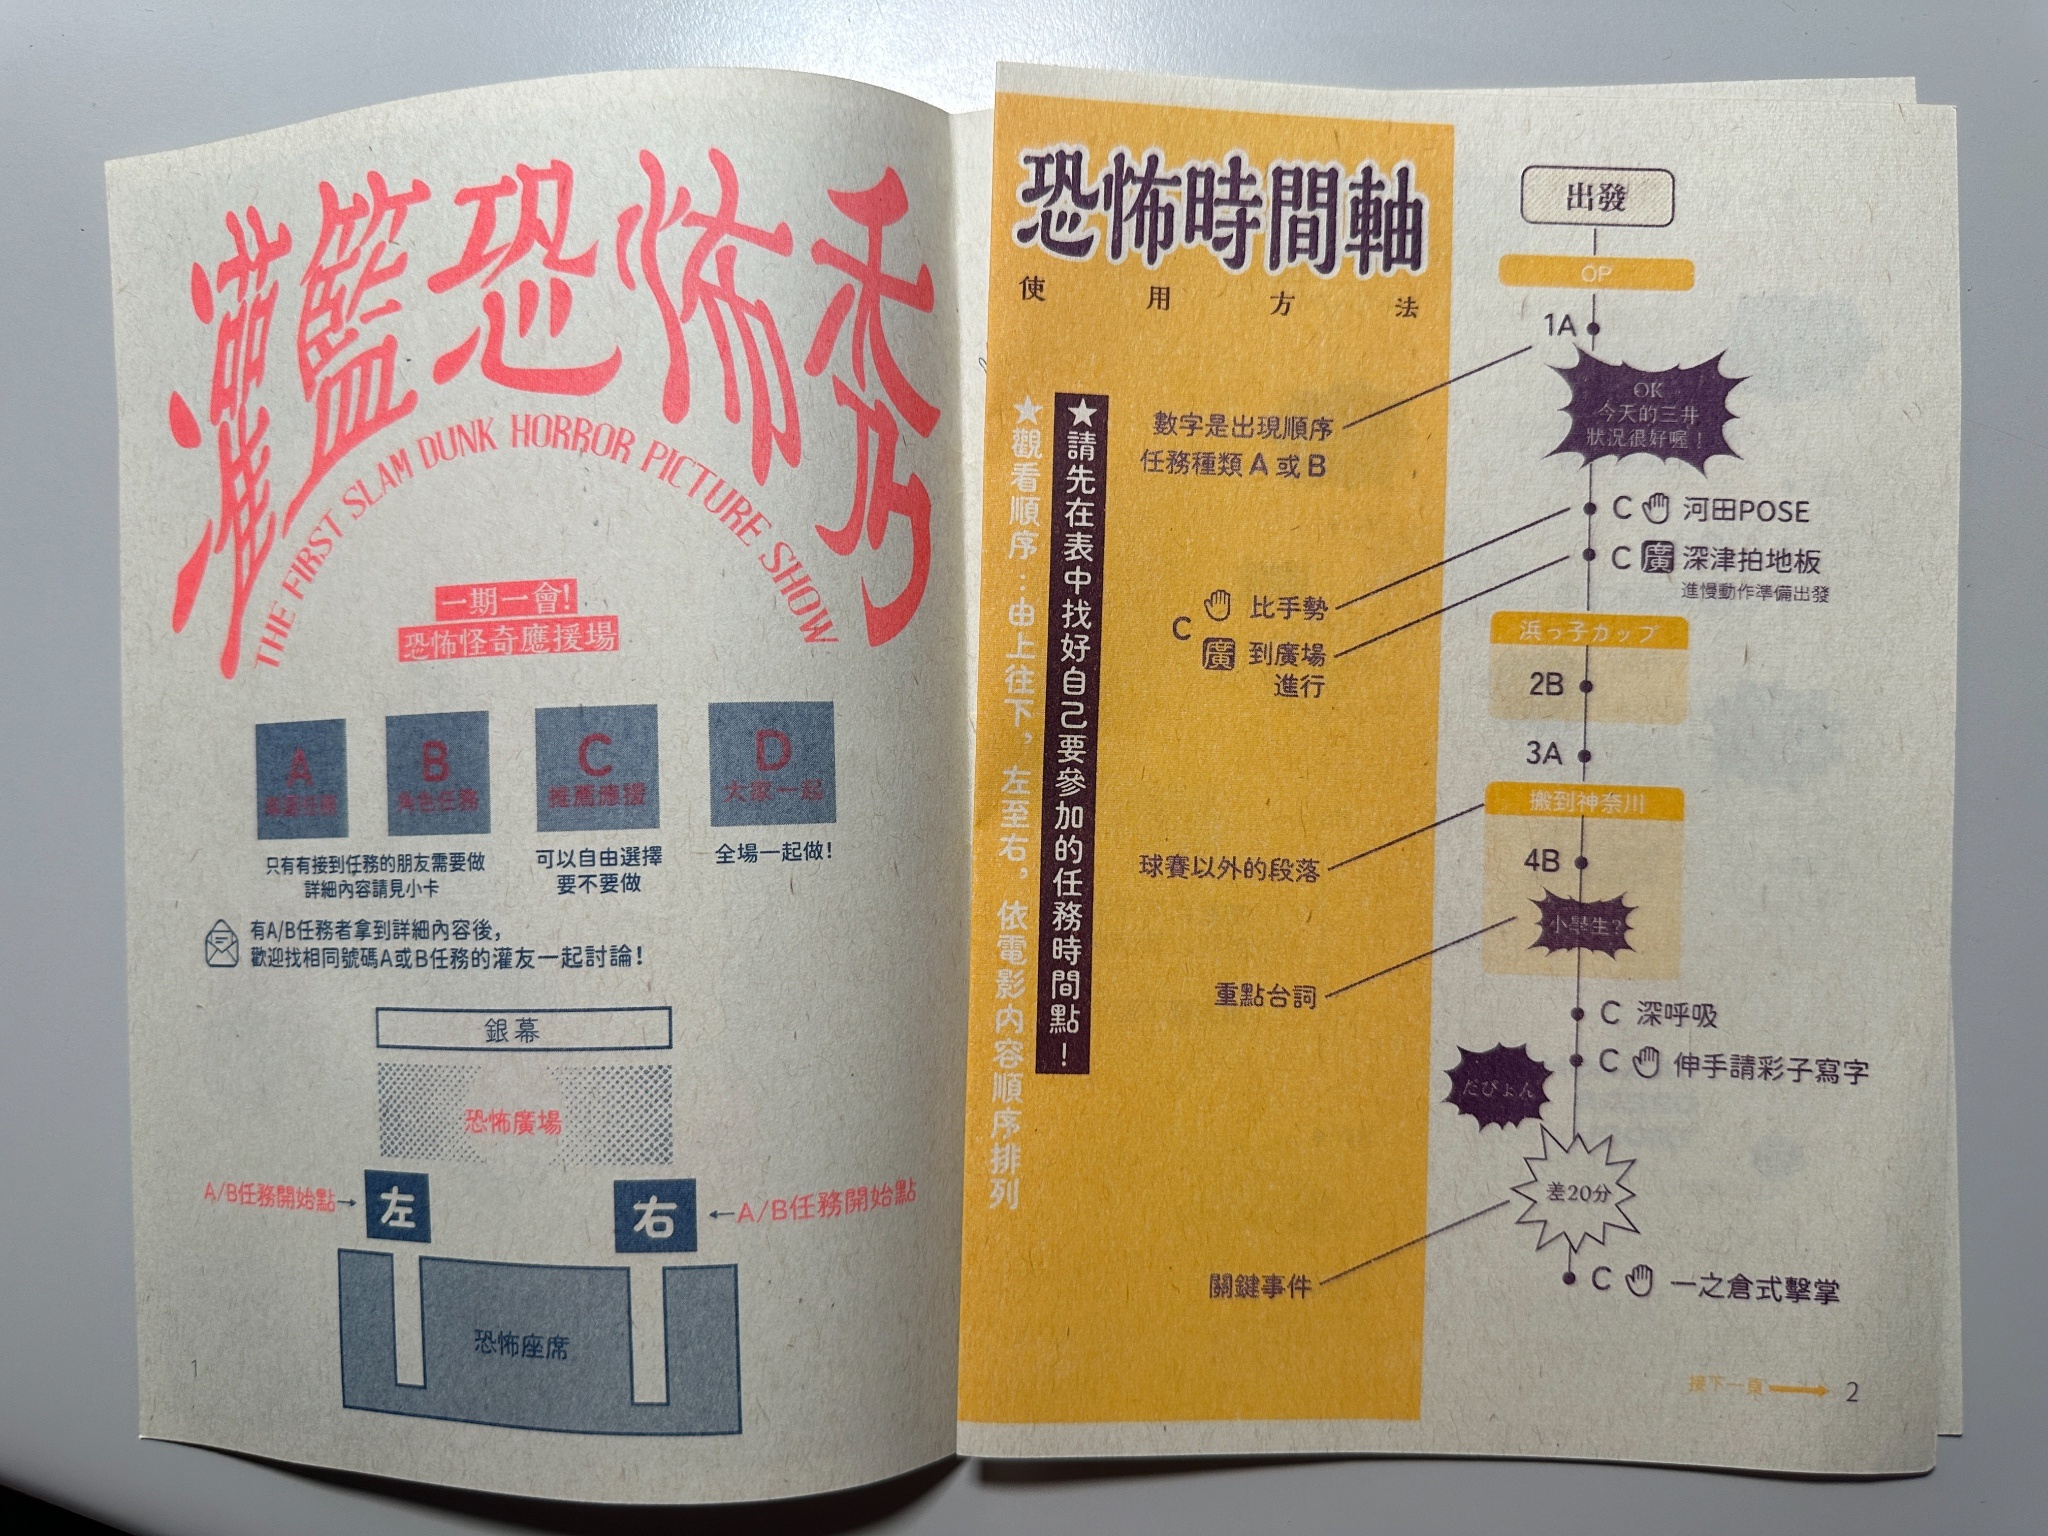 灌籃恐怖秀
THE FIRST SLAM DUNK HORROR PICTURE SHOW
一期一會!
恐怖怪奇應援場
A
B
角色任務
C
推薦應援
D
大家一起
只有有接到任務的朋友需要做
詳細內容請見小卡
可以自由選擇
要不要做
全場一起做!
有A/B任務者拿到詳細內容後,
歡迎找相同號碼A或B任務的灌友一起討論!
銀幕
恐怖廣場
A/B任務開始點→
左
右
←A/B任務開始點
恐怖座席
1
恐怖時間軸
使用方法
★請先在表中找好自己要參加的任務時間點!
★觀看順序:由上往下,左至右,依電影內容順序排列
數字是出現順序
任務種類A或B
C
比手勢
廣 到廣場
進行
球賽以外的段落
重點台詞
關鍵事件
出發
OP
1A
OK
今天的三井
狀況很好喔!
C 河田POSE
C 廣 深津拍地板
進慢動作準備出發
浜っ子カップ
2B
3A
搬到神奈川
4B
小學生?
C 深呼吸
C 伸手請彩子寫字
だぴょん
差20分
C 一之倉式擊掌
接下一頁
2